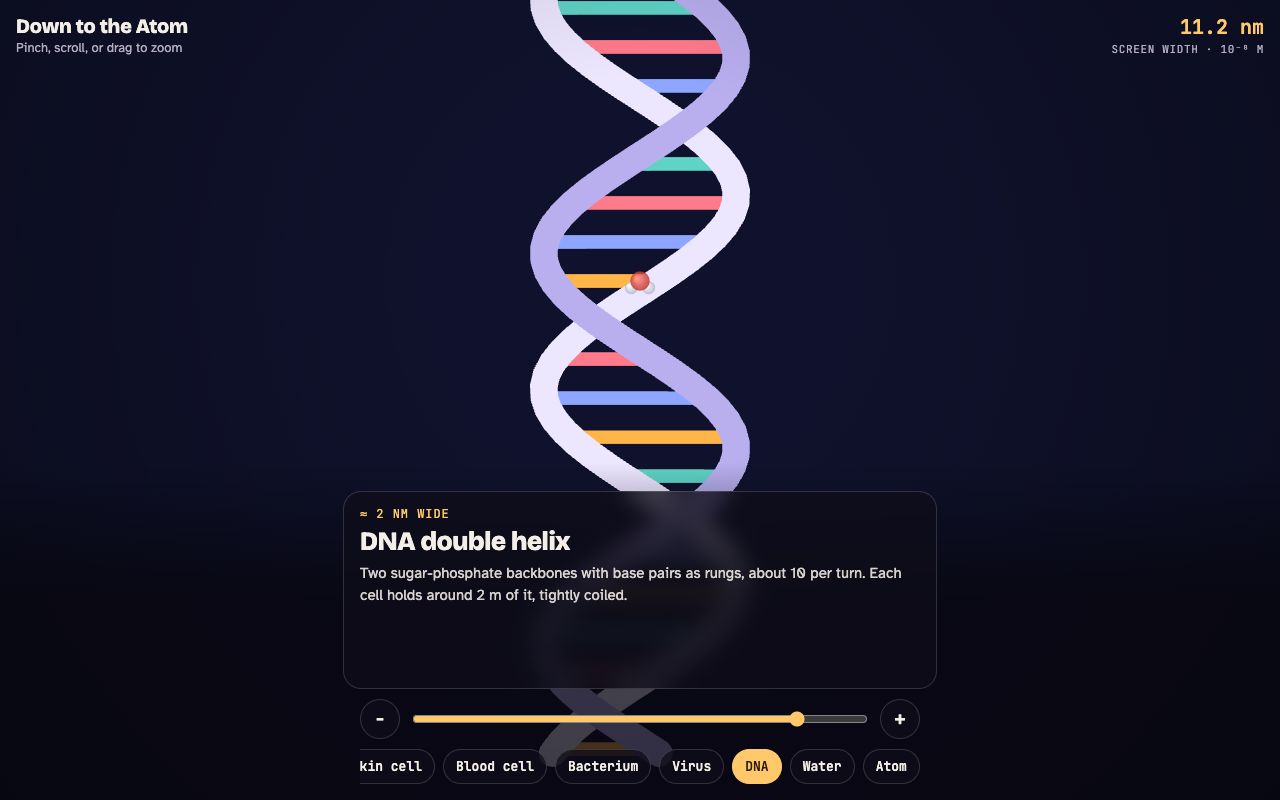 Down to the Atom
Pinch, scroll, or drag to zoom
11.2 nm
SCREEN WIDTH · 10⁻⁸ M
≈ 2 NM WIDE
DNA double helix
Two sugar-phosphate backbones with base pairs as rungs, about 10 per turn. Each
cell holds around 2 m of it, tightly coiled.
- +
kin cell Blood cell Bacterium Virus DNA Water Atom